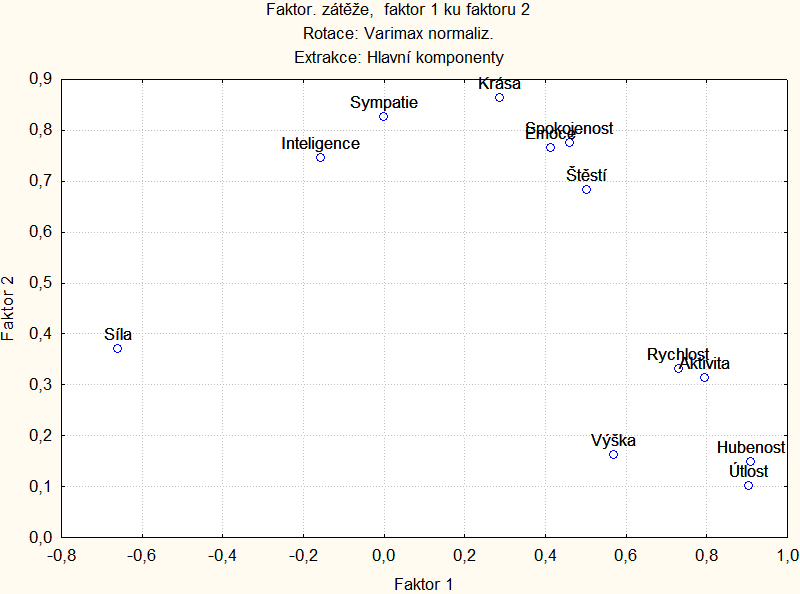 Faktor. zátěže,  faktor 1 ku faktoru 2
Rotace: Varimax normaliz.
Extrakce: Hlavní komponenty
0,9
0,8
0,7
0,6
0,5
0,4
0,3
0,2
0,1
0,0
Faktor 2
Krása
Sympatie
Spokojenost
Emoce
Inteligence
Štěstí
Síla
Rychlost
Aktivita
Výška
Hubenost
Útlost
-0,8 -0,6 -0,4 -0,2 0,0 0,2 0,4 0,6 0,8 1,0
Faktor 1